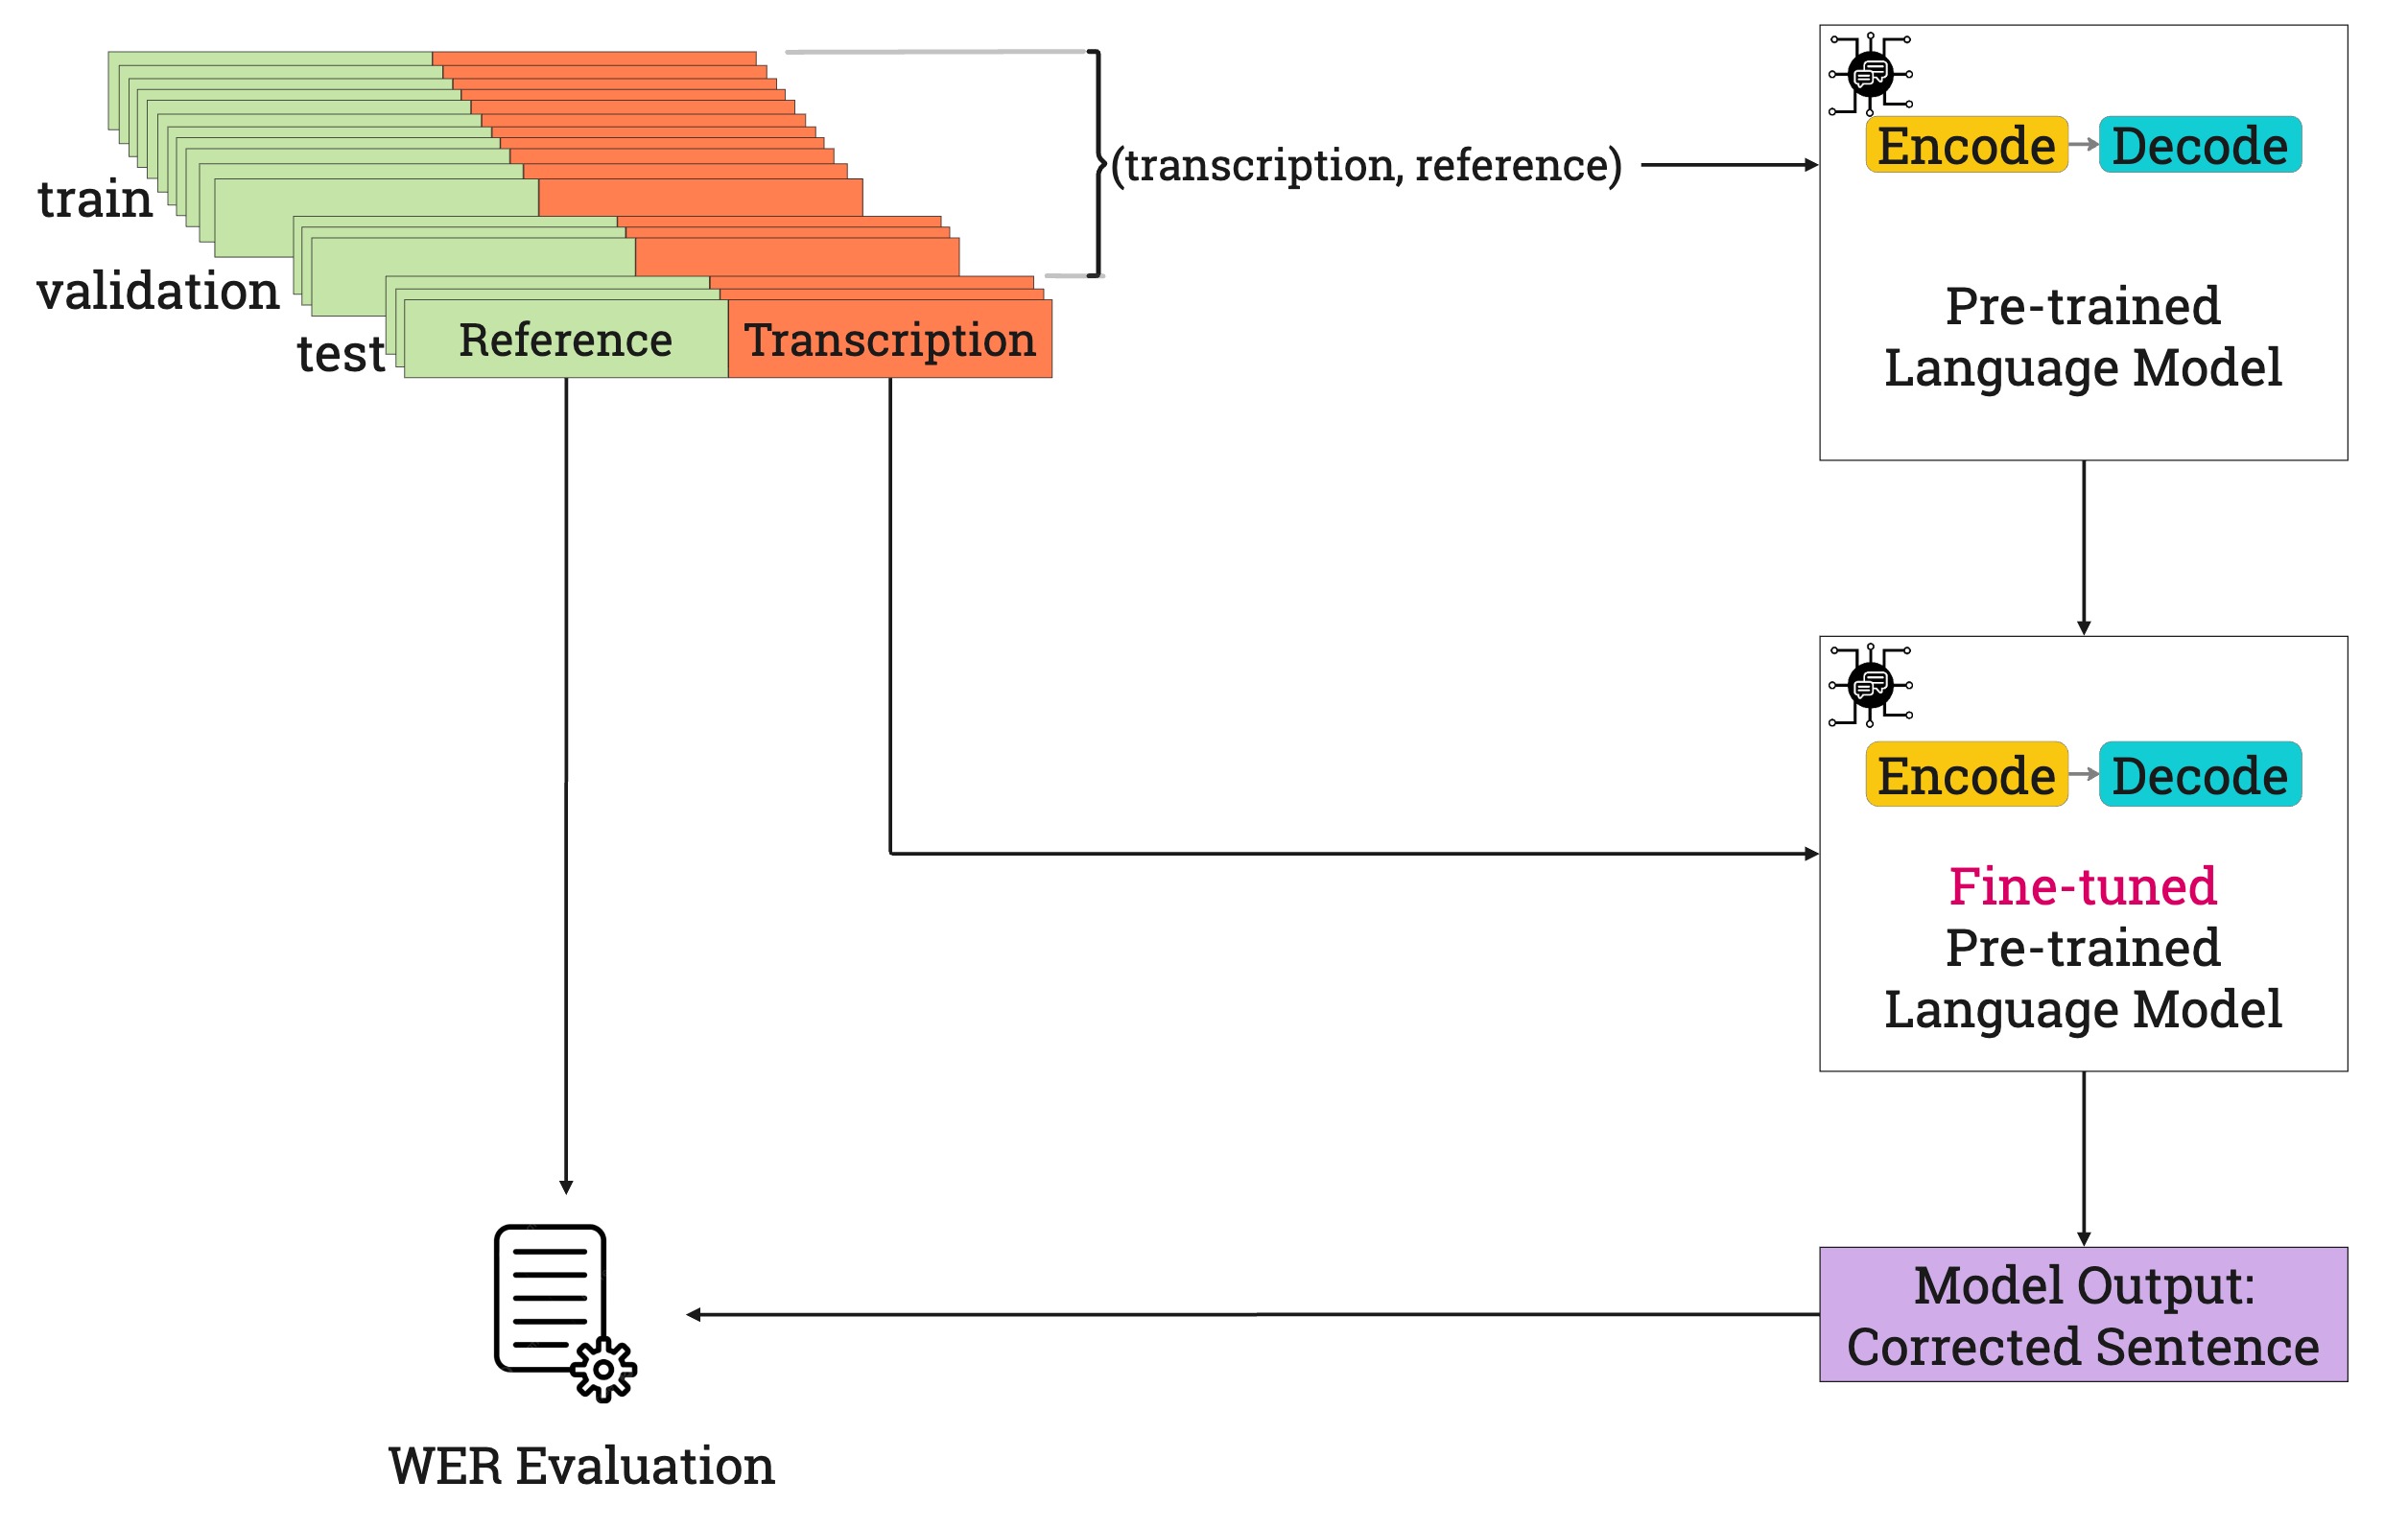 train
validation
test
Reference
Transcription
(transcription, reference)
Encode
Decode
Pre-trained
Language Model
Encode
Decode
Fine-tuned
Pre-trained
Language Model
Model Output:
Corrected Sentence
WER Evaluation